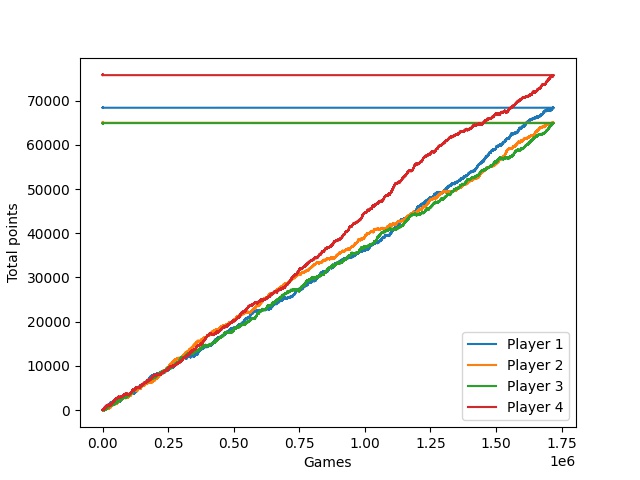 Total points
70000
60000
50000
40000
30000
20000
10000
0
0.00 0.25 0.50 0.75 1.00 1.25 1.50 1.75
1e6
Games
Player 1
Player 2
Player 3
Player 4